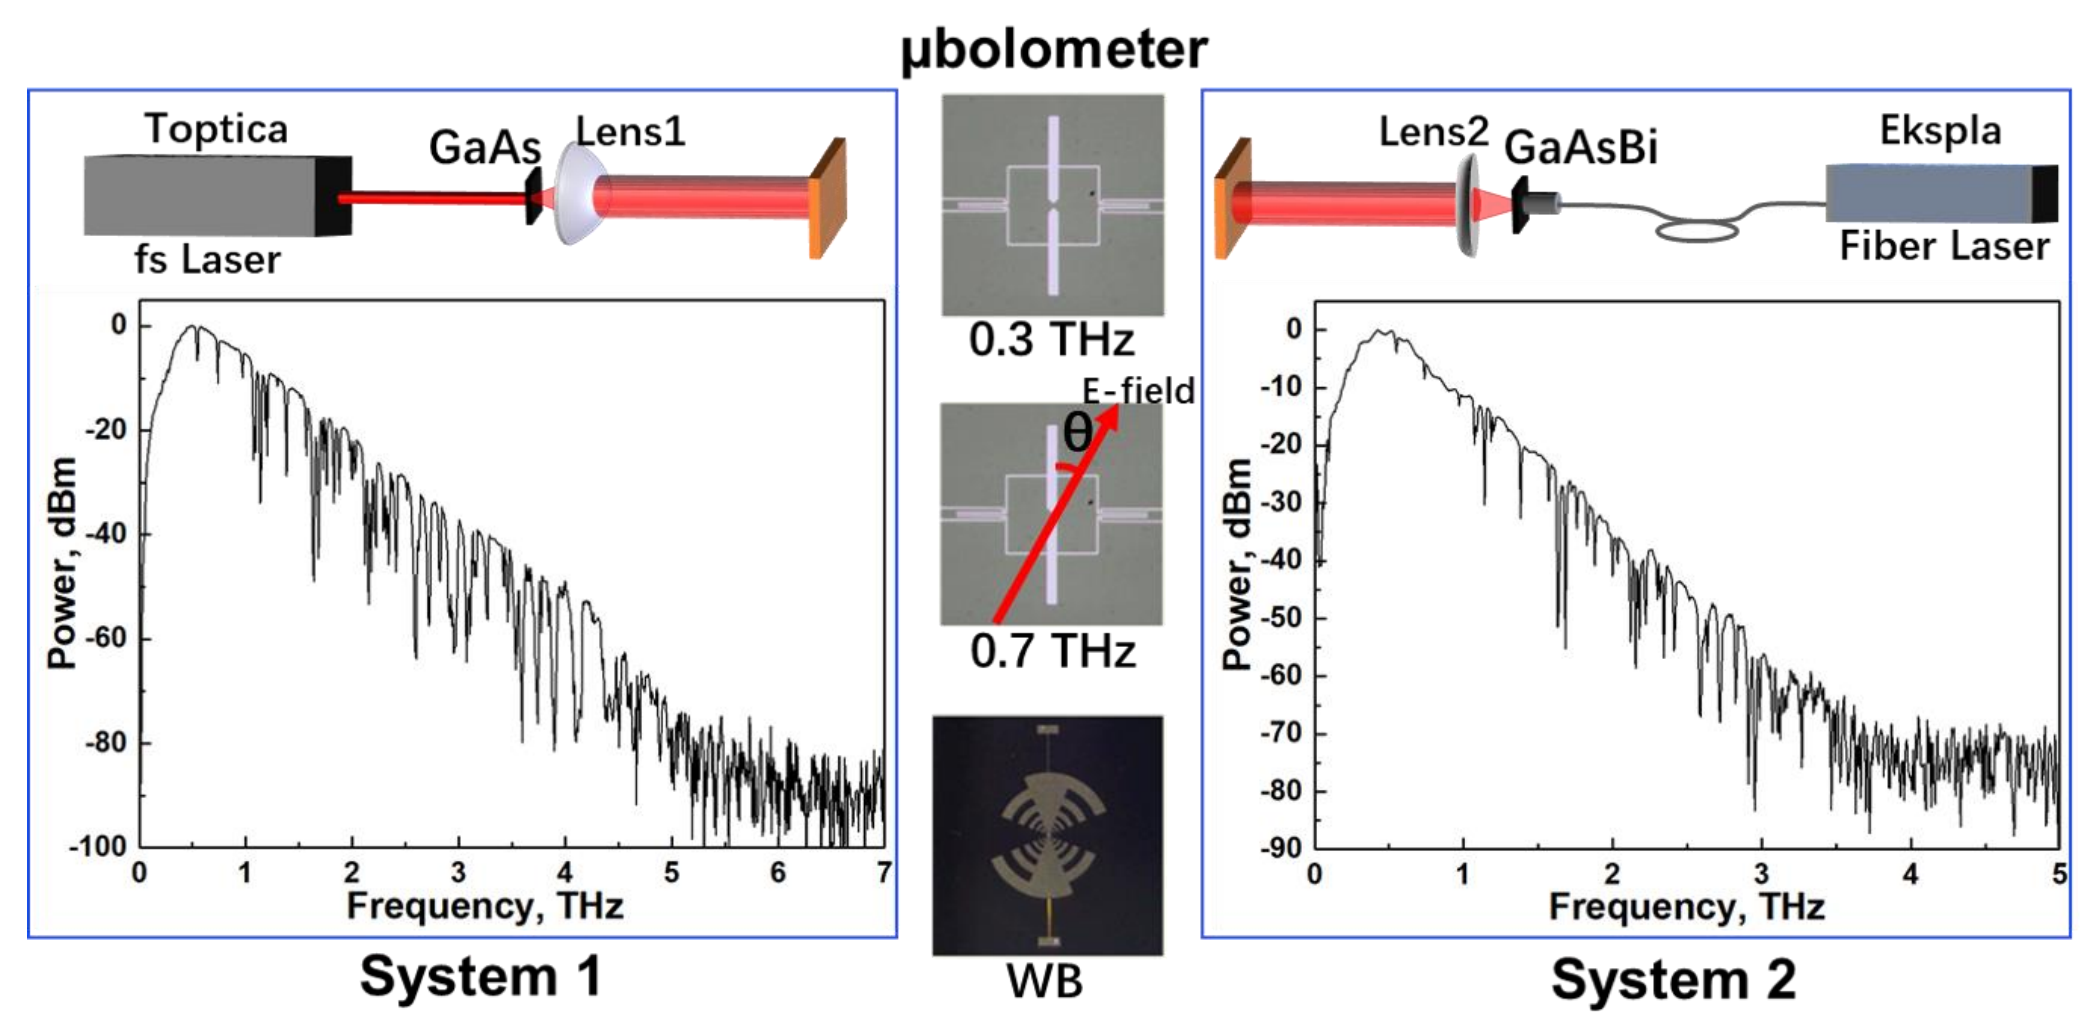 μbolometer
Toptica
GaAs
Lens1
fs Laser
0
-20
-40
-60
-80
-100
Power, dBm
0 1 2 3 4 5 6 7
Frequency, THz
System 1
0.3 THz
E-field
θ
0.7 THz
WB
Lens2
GaAsBi
Ekspla
Fiber Laser
0
-10
-20
-30
-40
-50
-60
-70
-80
-90
Power, dBm
0 1 2 3 4 5
Frequency, THz
System 2